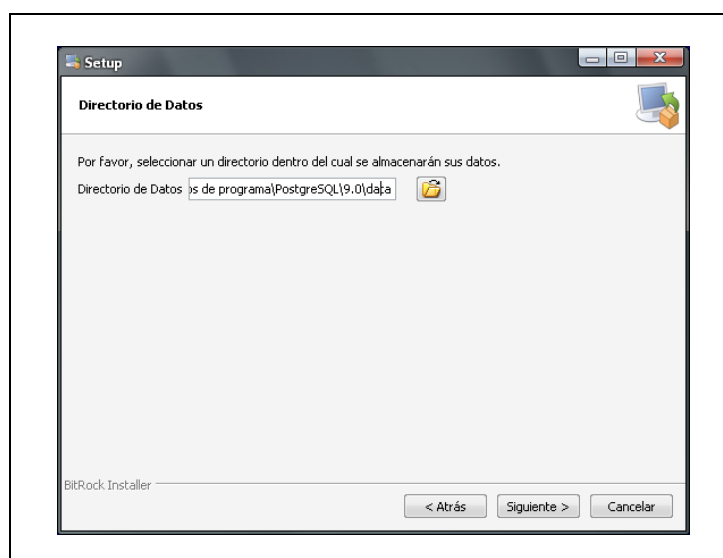 Setup
Directorio de Datos
Por favor, seleccionar un directorio dentro del cual se almacenarán sus datos.
Directorio de Datos os de programa\PostgreSQL\9.0\data
BitRock Installer
< Atrás Siguiente > Cancelar